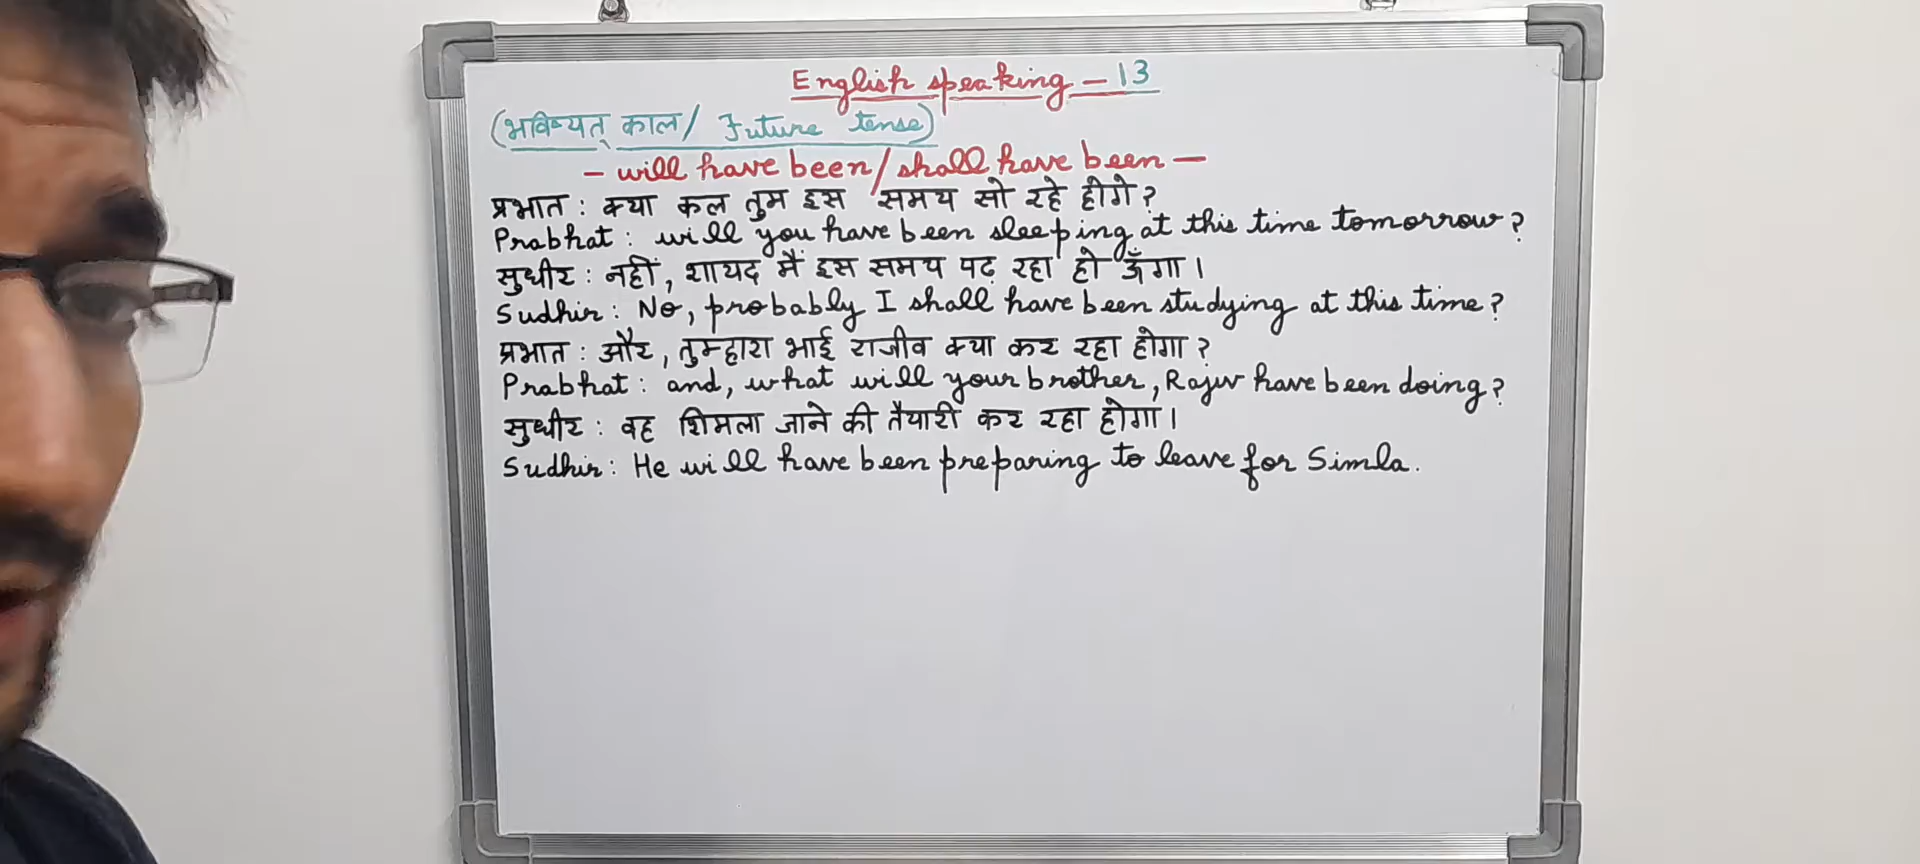 English speaking - 13
(भविष्यत् काल / Future tense)
- will have been / shall have been -
प्रभात : क्या कल तुम इस समय सो रहे होगे ?
Prabhat : will you have been sleeping at this time tomorrow ?
सुधीर : नहीं, शायद मैं इस समय पढ़ रहा हो ऊँगा ।
Sudhir : No, probably I shall have been studying at this time ?
प्रभात : और, तुम्हारा भाई राजीव क्या कर रहा होगा ?
Prabhat : and, what will your brother, Rajiv have been doing ?
सुधीर : वह शिमला जाने की तैयारी कर रहा होगा ।
Sudhir : He will have been preparing to leave for Simla.